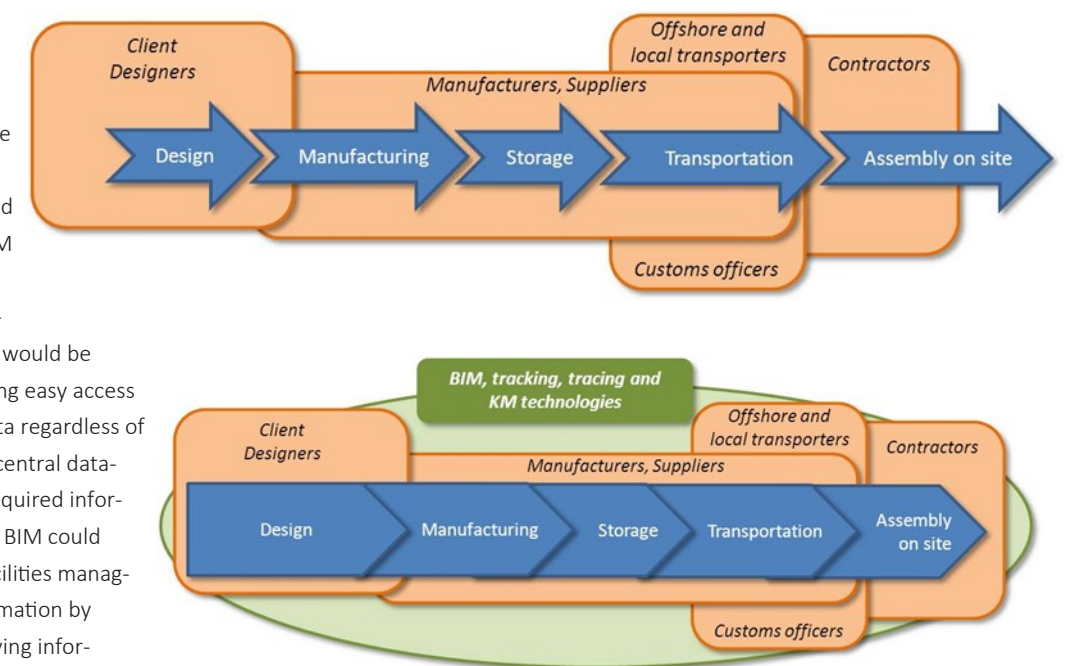 Client
Designers
Offshore and
local transporters
Contractors
Manufacturers, Suppliers
Design
Manufacturing
Storage
Transportation
Assembly on site
Customs officers
would be
ng easy access
ta regardless of
central data-
quired infor-
BIM could
cilities manag-
mation by
ving infor-
BIM, tracking, tracing and
KM technologies
Client
Designers
Offshore and
local transporters
Contractors
Manufacturers, Suppliers
Design
Manufacturing
Storage
Transportation
Assembly
on site
Customs officers